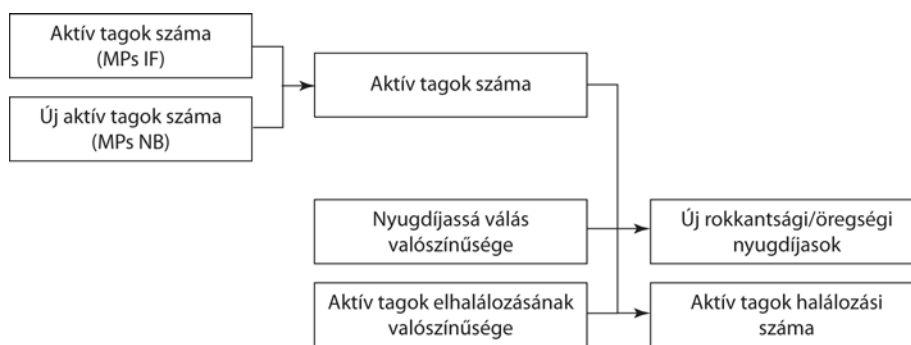 Aktív tagok száma
(MPs IF)
Új aktív tagok száma
(MPs NB)
Aktív tagok száma
Nyugdíjassá válás
valószínűsége
Új rokkantsági/öregségi
nyugdíjasok
Aktív tagok elhalálozásának
valószínűsége
Aktív tagok halálozási
száma